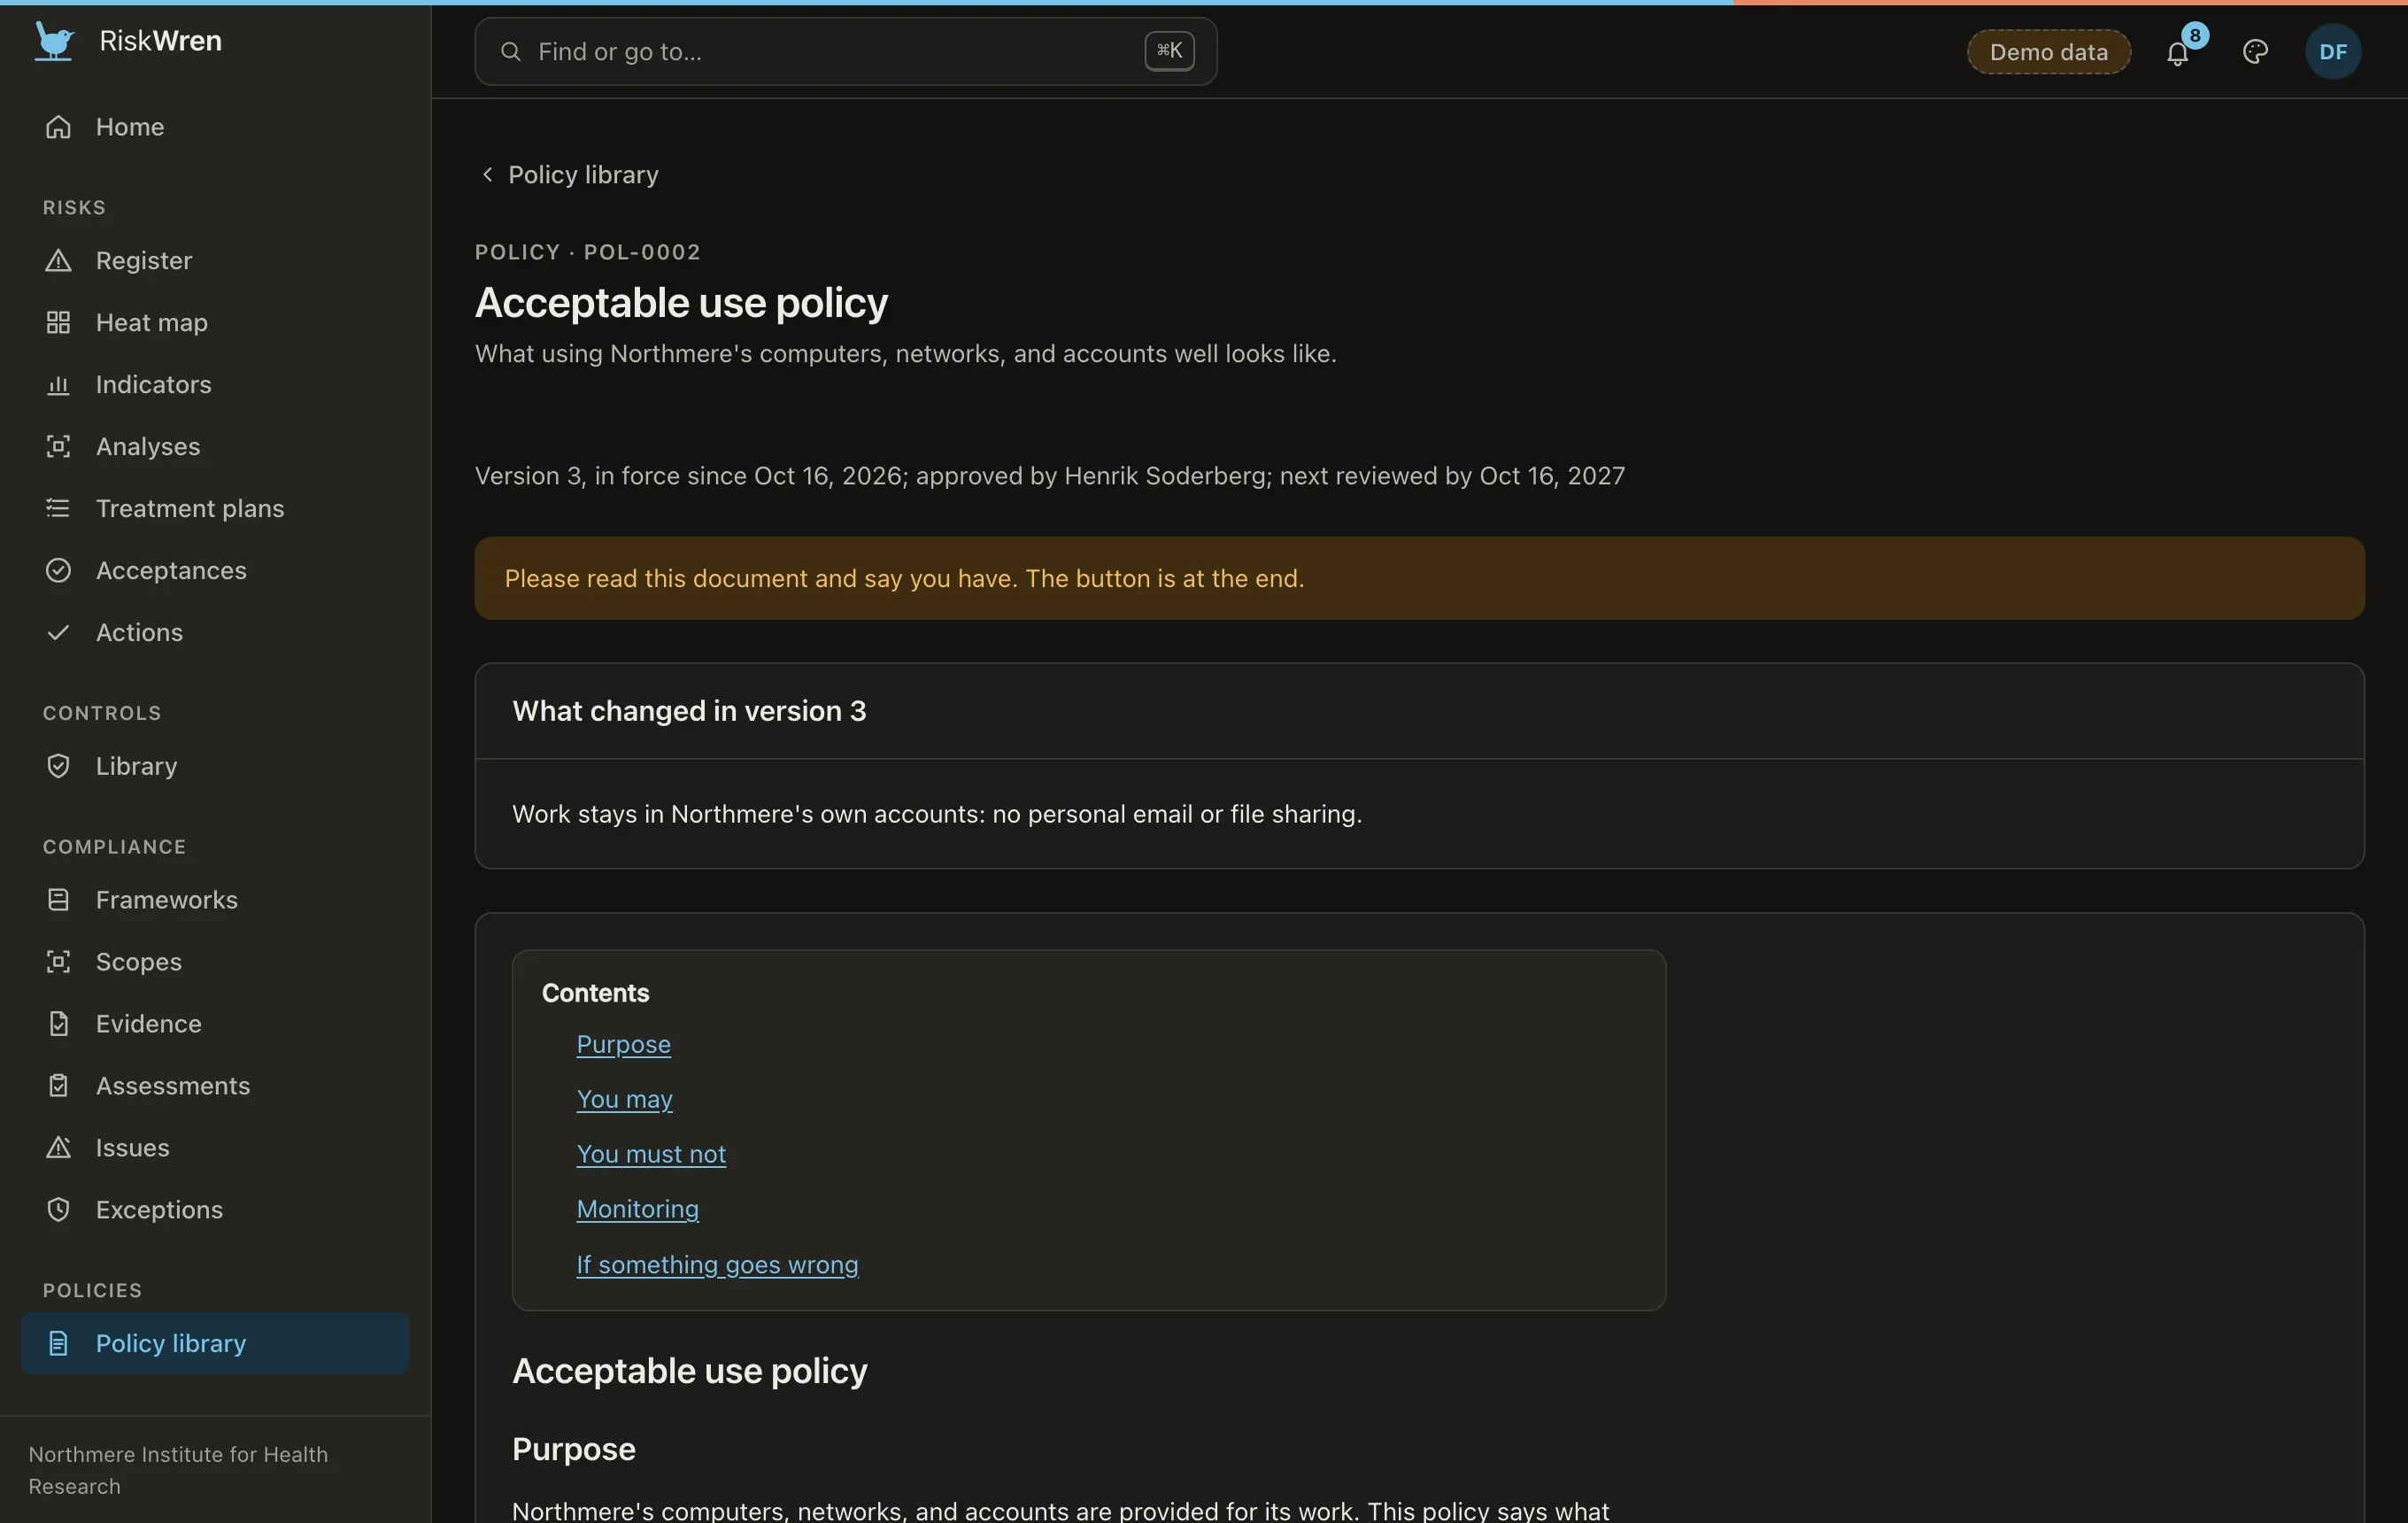 RiskWren
Find or go to...
⌘K
Demo data
8
DF
Home
RISKS
Register
Heat map
Indicators
Analyses
Treatment plans
Acceptances
Actions
CONTROLS
Library
COMPLIANCE
Frameworks
Scopes
Evidence
Assessments
Issues
Exceptions
POLICIES
Policy library
Northmere Institute for Health
Research
Policy library
POLICY · POL-0002
Acceptable use policy
What using Northmere's computers, networks, and accounts well looks like.
Version 3, in force since Oct 16, 2026; approved by Henrik Soderberg; next reviewed by Oct 16, 2027
Please read this document and say you have. The button is at the end.
What changed in version 3
Work stays in Northmere's own accounts: no personal email or file sharing.
Contents
Purpose
You may
You must not
Monitoring
If something goes wrong
Acceptable use policy
Purpose
Northmere's computers, networks, and accounts are provided for its work. This policy says what